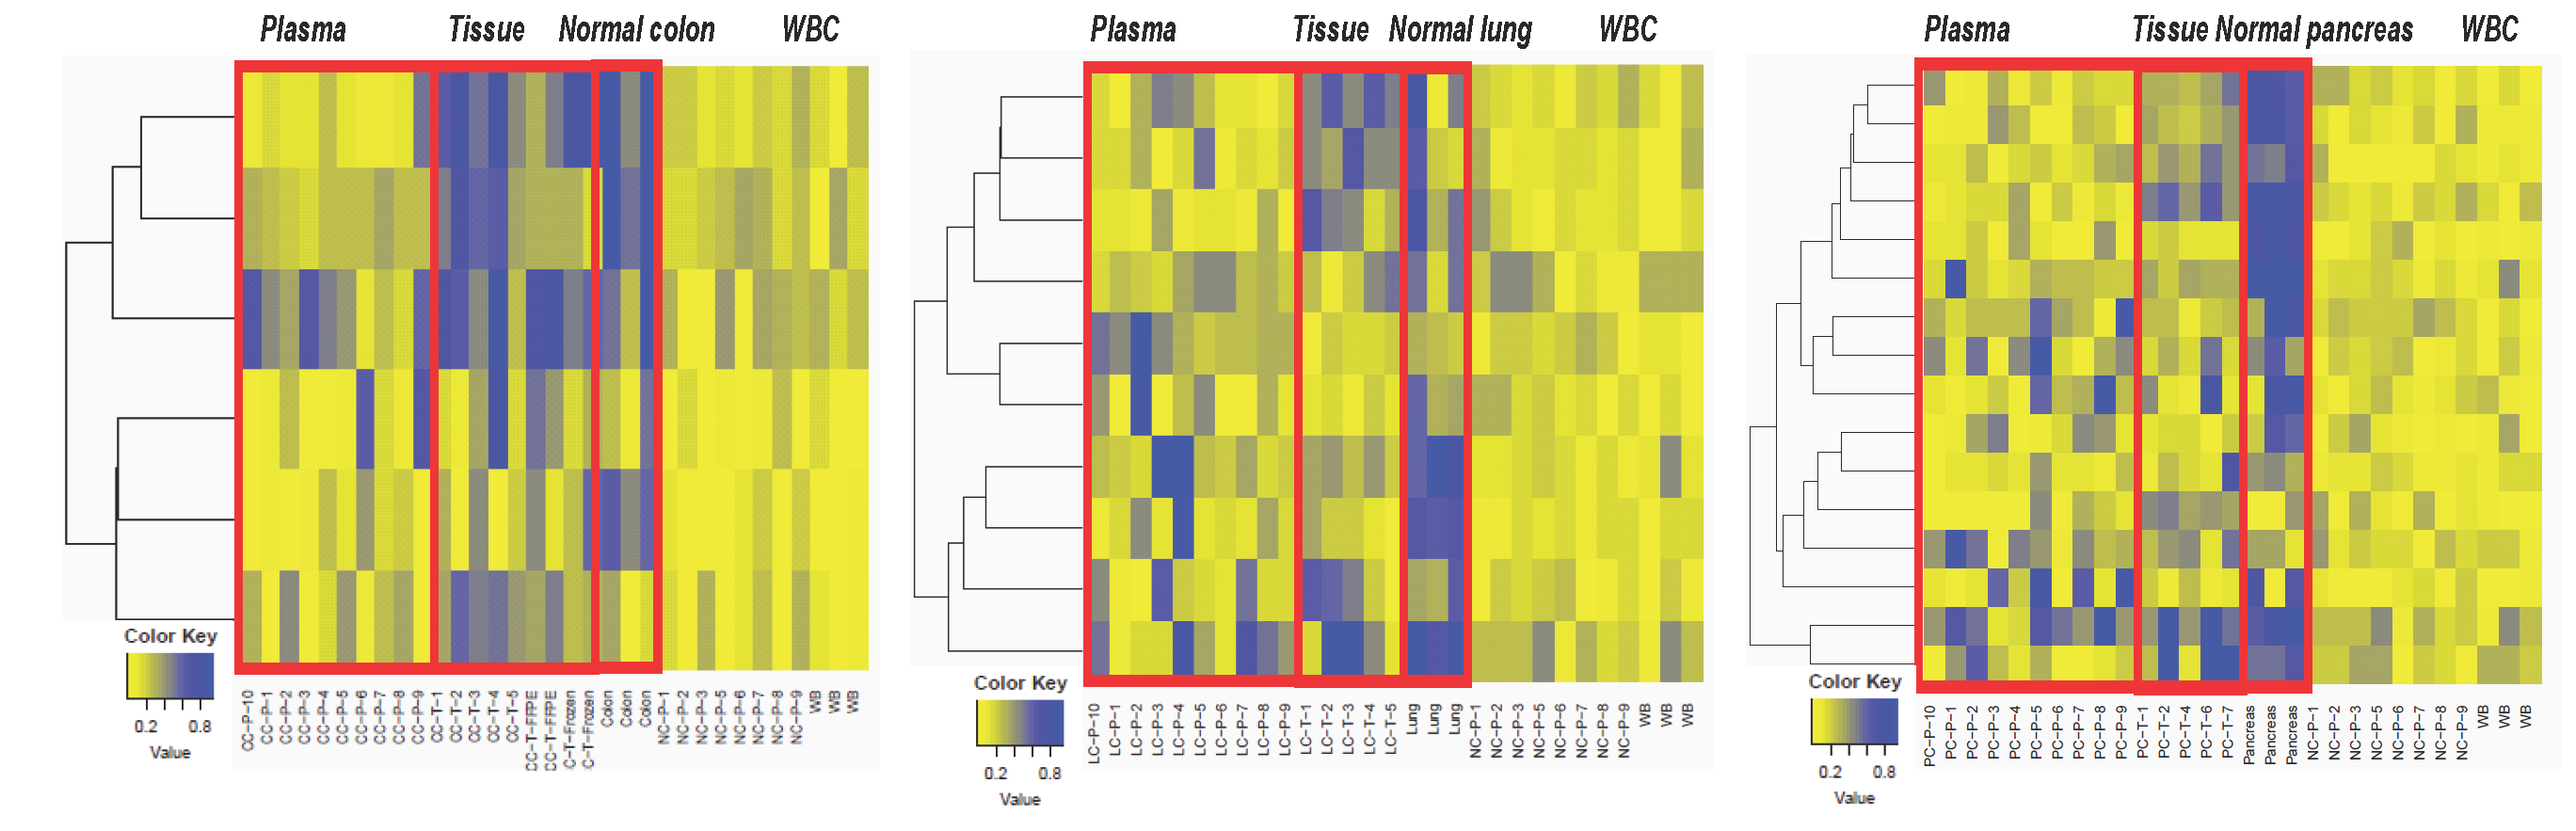 Plasma Tissue Normal colon WBC
Color Key
0.2 0.8
Value
CC-P-10
CC-P-1
CC-P-2
CC-P-3
CC-P-4
CC-P-5
CC-P-6
CC-P-7
CC-P-8
CC-P-9
CC-T-1
CC-T-2
CC-T-3
CC-T-4
CC-T-5
CC-T-FFPE
CC-T-FFPE
C-T-Frozen
C-T-Frozen
Colon
Colon
Colon
NC-P-1
NC-P-2
NC-P-3
NC-P-5
NC-P-6
NC-P-7
NC-P-8
NC-P-9
WB
WB
WB
Plasma Tissue Normal lung WBC
Color Key
0.2 0.8
Value
LC-P-10
LC-P-1
LC-P-2
LC-P-3
LC-P-4
LC-P-5
LC-P-6
LC-P-7
LC-P-8
LC-P-9
LC-T-1
LC-T-2
LC-T-3
LC-T-4
LC-T-5
Lung
Lung
Lung
NC-P-1
NC-P-2
NC-P-3
NC-P-5
NC-P-6
NC-P-7
NC-P-8
NC-P-9
WB
WB
WB
Plasma Tissue Normal pancreas WBC
Color Key
0.2 0.8
Value
PC-P-10
PC-P-1
PC-P-2
PC-P-3
PC-P-4
PC-P-5
PC-P-6
PC-P-7
PC-P-8
PC-P-9
PC-T-1
PC-T-2
PC-T-4
PC-T-6
PC-T-7
Pancreas
Pancreas
Pancreas
NC-P-1
NC-P-2
NC-P-3
NC-P-5
NC-P-6
NC-P-7
NC-P-8
NC-P-9
WB
WB
WB